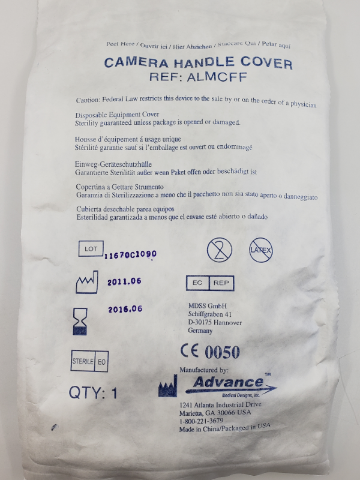 Peel Here / Ouvrir ici / Hier Abziehen / Staccare Qui / Pelar aquí
CAMERA HANDLE COVER
REF: ALMCFF
Caution: Federal Law restricts this device to the sale by or on the order of a physician.
Disposable Equipment Cover
Sterility guaranteed unless package is opened or damaged.
Housse d'équipement à usage unique
Stérilité garantie sauf si l'emballage est ouvert ou endommagé
Einweg-Geräteschutzhülle
Garantierte Sterilität außer wenn Paket offen oder beschädigt ist
Copertina a Gettare Strumento
Garanzia di Sterilizzazione a meno che il pacchetto non sia stato aperto o danneggiato
Cubierta desechable para equipos
Esterilidad garantizada a menos que el envase esté abierto o dañado
LOT 11670C1090
2
LATEX
2011.06
EC REP
2016.06
MDSS GmbH
Schiffgraben 41
D-30175 Hannover
Germany
CE 0050
STERILE EO
Manufactured by:
Advance™
Medical Designs, Inc.
QTY: 1
1241 Atlanta Industrial Drive
Marietta, GA 30066 USA
1-800-221-3679
Made in China/Packaged in USA